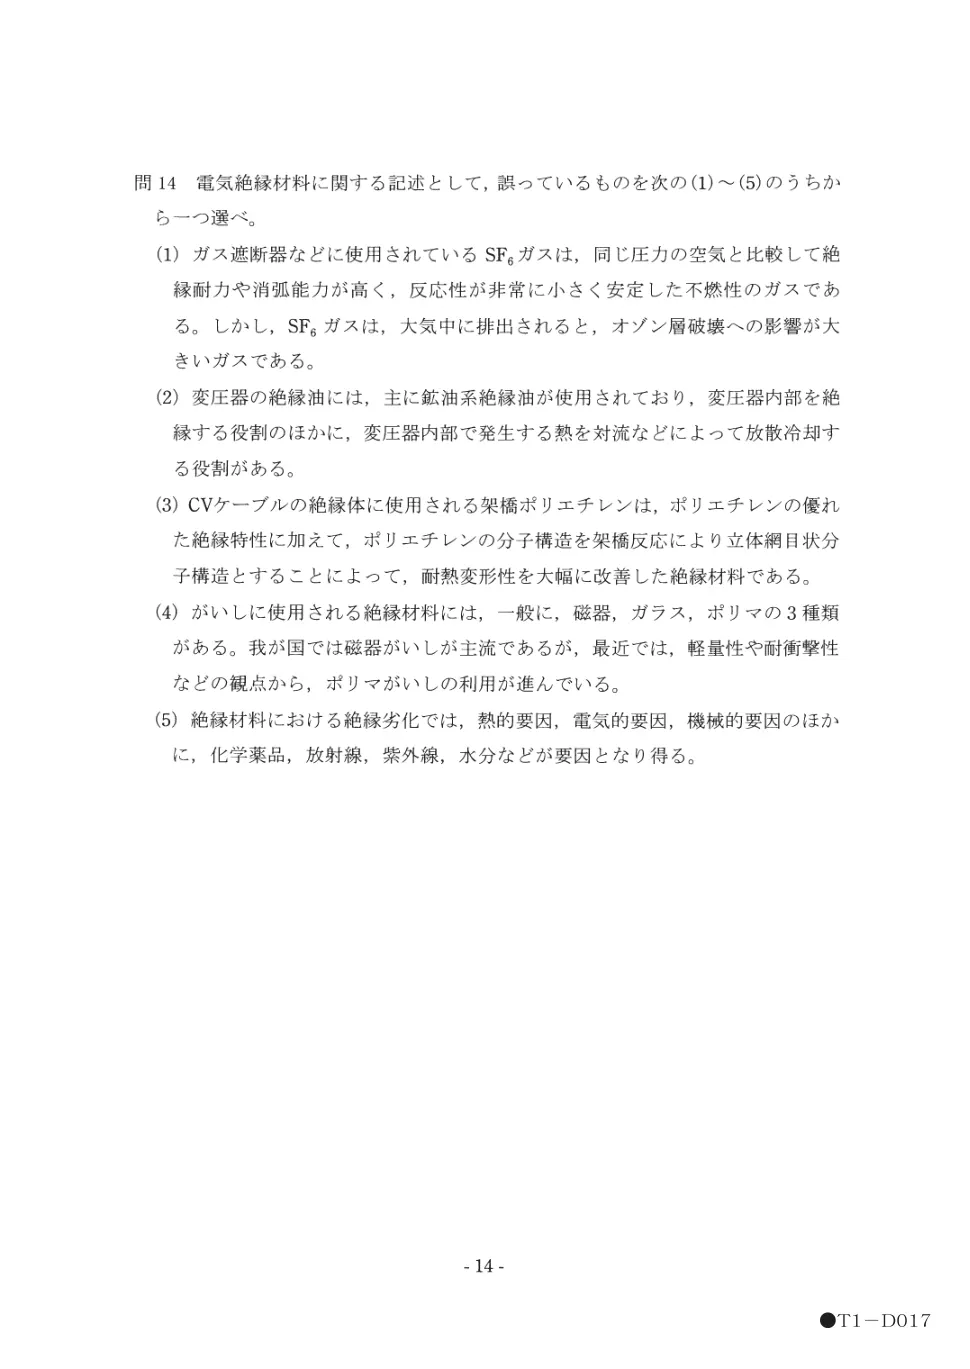 問 14　電気絶縁材料に関する記述として，誤っているものを次の(1)～(5)のうちか
ら一つ選べ。
(1) ガス遮断器などに使用されている SF₆ガスは，同じ圧力の空気と比較して絶
縁耐力や消弧能力が高く，反応性が非常に小さく安定した不燃性のガスであ
る。しかし，SF₆ ガスは，大気中に排出されると，オゾン層破壊への影響が大
きいガスである。
(2) 変圧器の絶縁油には，主に鉱油系絶縁油が使用されており，変圧器内部を絶
縁する役割のほかに，変圧器内部で発生する熱を対流などによって放散冷却す
る役割がある。
(3) CVケーブルの絶縁体に使用される架橋ポリエチレンは，ポリエチレンの優れ
た絶縁特性に加えて，ポリエチレンの分子構造を架橋反応により立体網目状分
子構造とすることによって，耐熱変形性を大幅に改善した絶縁材料である。
(4) がいしに使用される絶縁材料には，一般に，磁器，ガラス，ポリマの 3 種類
がある。我が国では磁器がいしが主流であるが，最近では，軽量性や耐衝撃性
などの観点から，ポリマがいしの利用が進んでいる。
(5) 絶縁材料における絶縁劣化では，熱的要因，電気的要因，機械的要因のほか
に，化学薬品，放射線，紫外線，水分などが要因となり得る。
- 14 -
●T1－D017